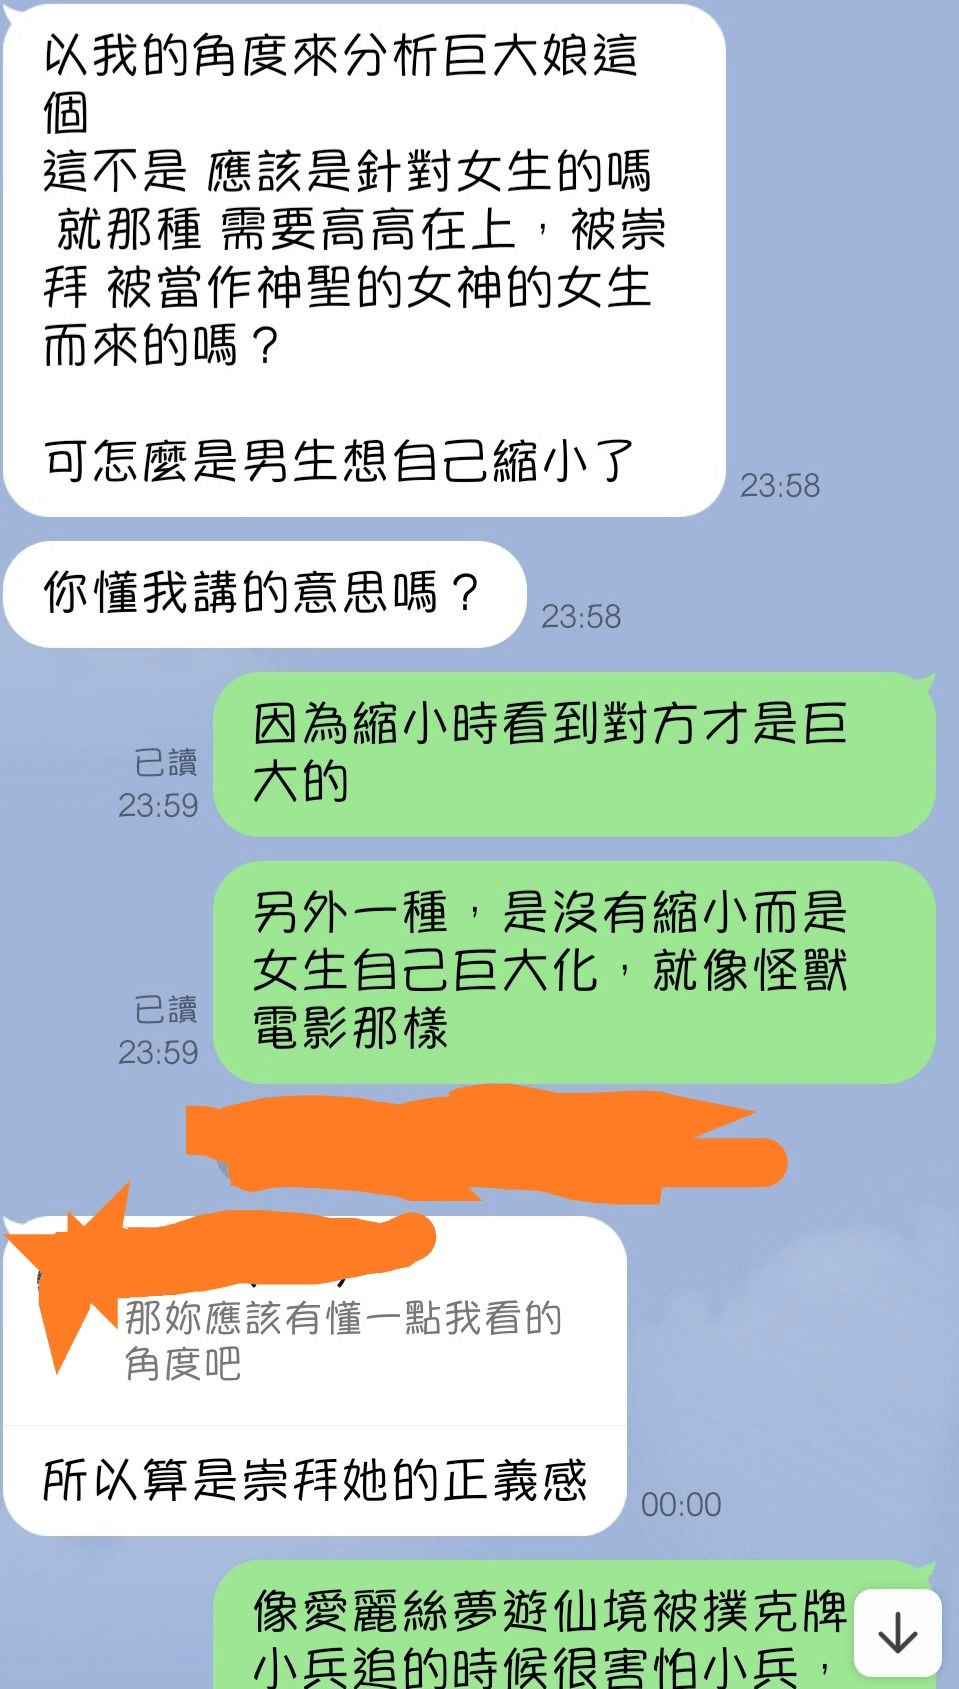 以我的角度來分析巨大娘這
個
這不是 應該是針對女生的嗎
就那種 需要高高在上，被崇
拜 被當作神聖的女神的女生
而來的嗎？
可怎麼是男生想自己縮小了
23:58
你懂我講的意思嗎？
23:58
因為縮小時看到對方才是巨
大的
已讀
23:59
另外一種，是沒有縮小而是
女生自己巨大化，就像怪獸
電影那樣
已讀
23:59
那妳應該有懂一點我看的
角度吧
所以算是崇拜她的正義感
00:00
像愛麗絲夢遊仙境被撲克牌
小兵追的時候很害怕小兵，